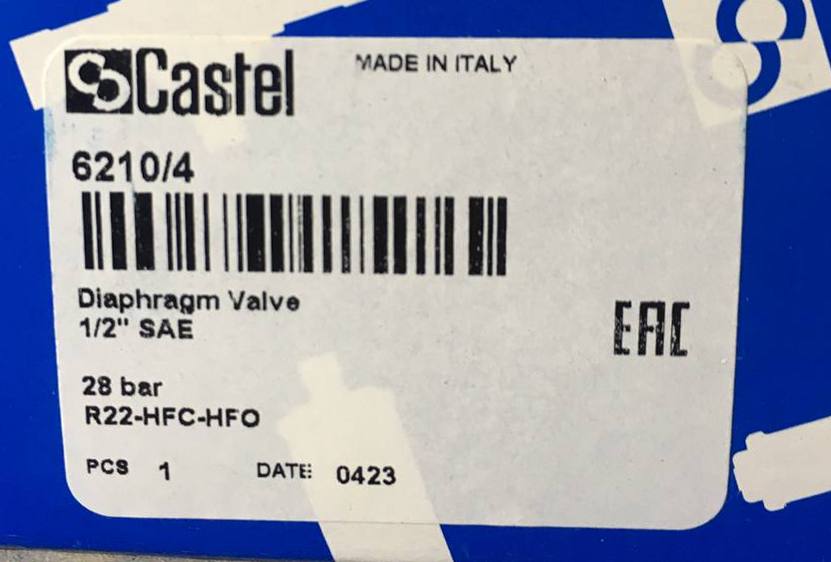 Castel
MADE IN ITALY
6210/4
Diaphragm Valve
1/2" SAE
EAC
28 bar
R22-HFC-HFO
PCS 1 DATE: 0423